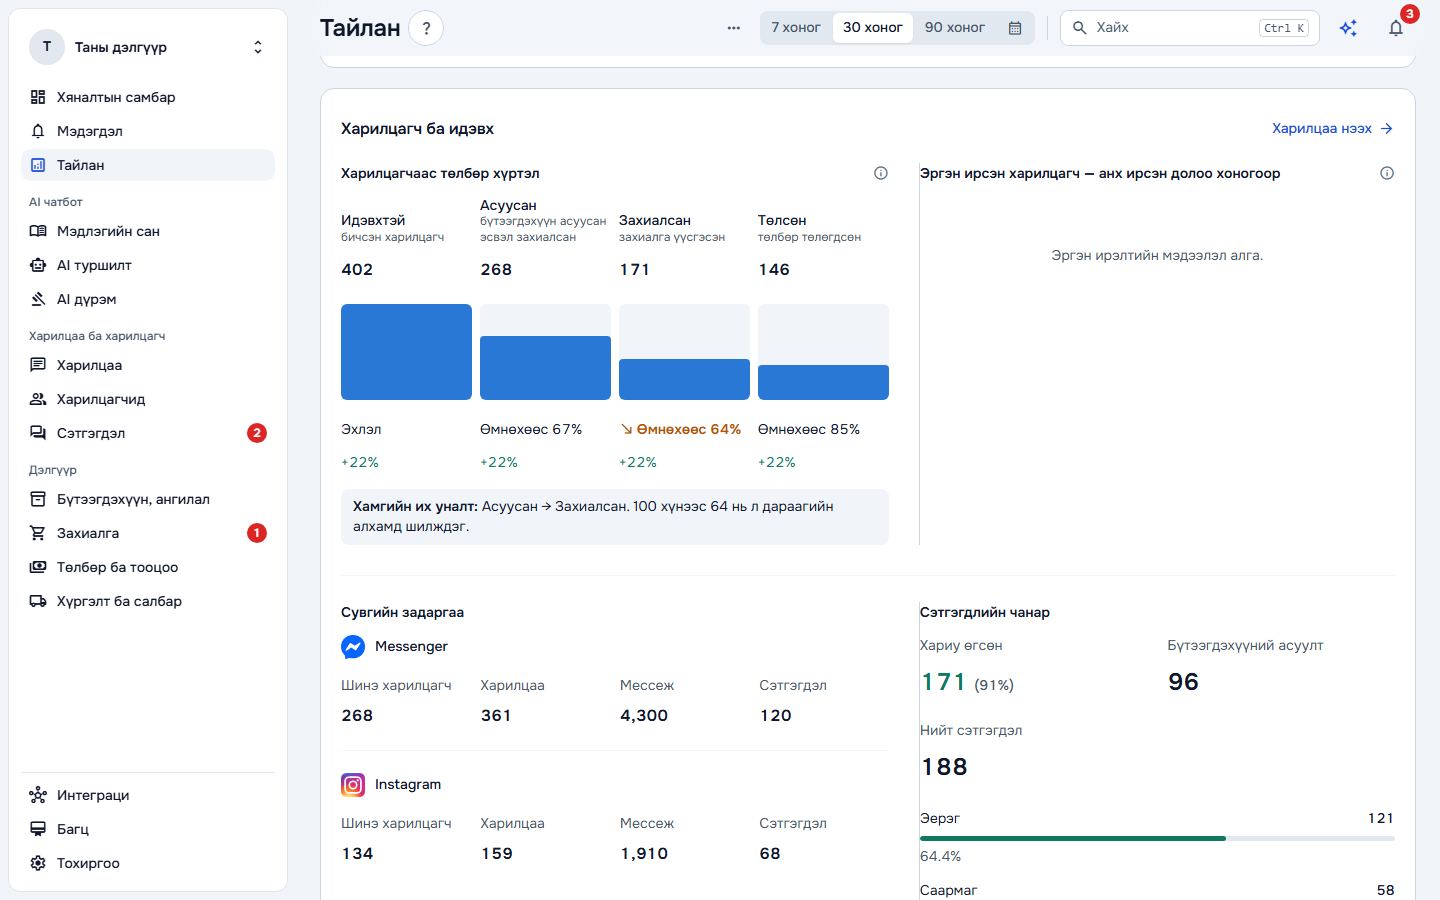 Т Таны дэлгүүр
Хяналтын самбар
Мэдэгдэл
Тайлан
AI чатбот
Мэдлэгийн сан
AI туршилт
AI дүрэм
Харилцаа ба харилцагч
Харилцаа
Харилцагчид
Сэтгэгдэл 2
Дэлгүүр
Бүтээгдэхүүн, ангилал
Захиалга 1
Төлбөр ба тооцоо
Хүргэлт ба салбар
Интеграци
Багц
Тохиргоо
Тайлан ?
7 хоног 30 хоног 90 хоног
Хайх Ctrl K
3
Харилцагч ба идэвх
Харилцаа нээх →
Харилцагчаас төлбөр хүртэл
Идэвхтэй
бичсэн харилцагч
402
Асуусан
бүтээгдэхүүн асуусан
эсвэл захиалсан
268
Захиалсан
захиалга үүсгэсэн
171
Төлсөн
төлбөр төлөгдсөн
146
Эхлэл Өмнөхөөс 67% ↘ Өмнөхөөс 64% Өмнөхөөс 85%
+22% +22% +22% +22%
Хамгийн их уналт: Асуусан → Захиалсан. 100 хүнээс 64 нь л дараагийн
алхамд шилждэг.
Эргэн ирсэн харилцагч — анх ирсэн долоо хоногоор
Эргэн ирэлтийн мэдээлэл алга.
Сувгийн задаргаа
Messenger
Шинэ харилцагч Харилцаа Мессеж Сэтгэгдэл
268 361 4,300 120
Instagram
Шинэ харилцагч Харилцаа Мессеж Сэтгэгдэл
134 159 1,910 68
Сэтгэгдлийн чанар
Хариу өгсөн Бүтээгдэхүүний асуулт
171 (91%) 96
Нийт сэтгэгдэл
188
Эерэг 121
64.4%
Саармаг 58